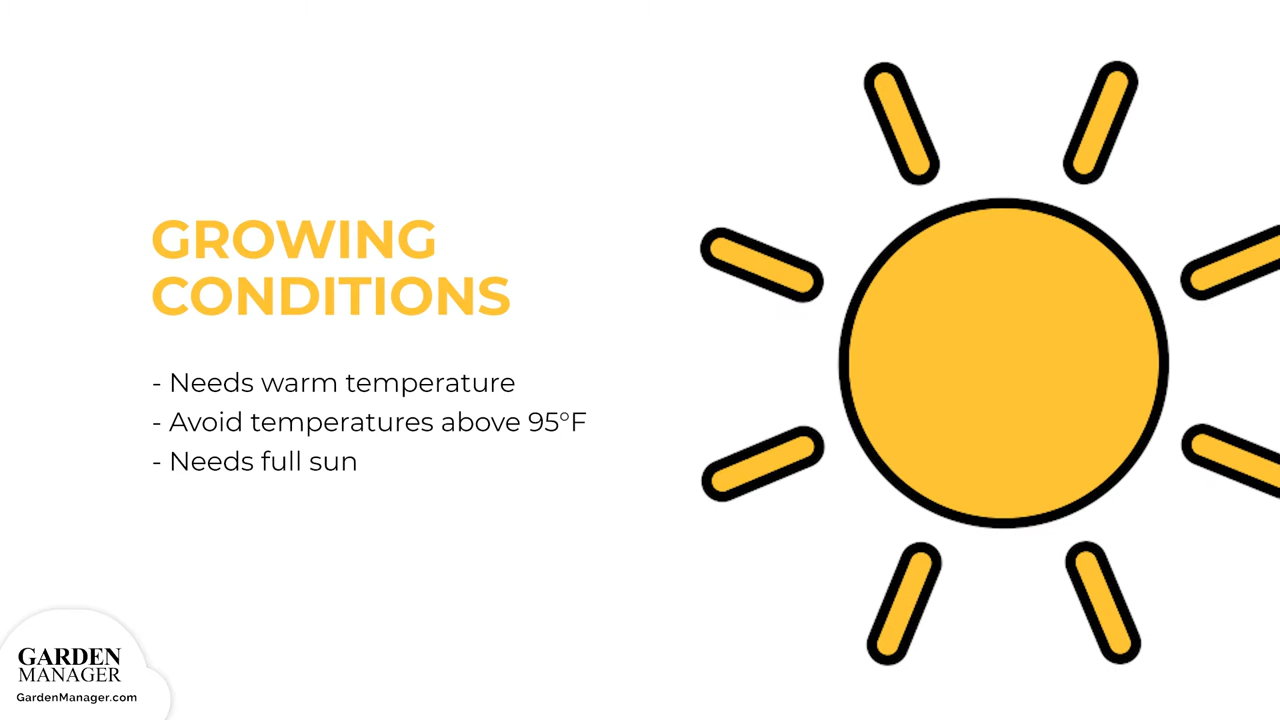 GROWING
CONDITIONS
- Needs warm temperature
- Avoid temperatures above 95°F
- Needs full sun
GARDEN
MANAGER
GardenManager.com